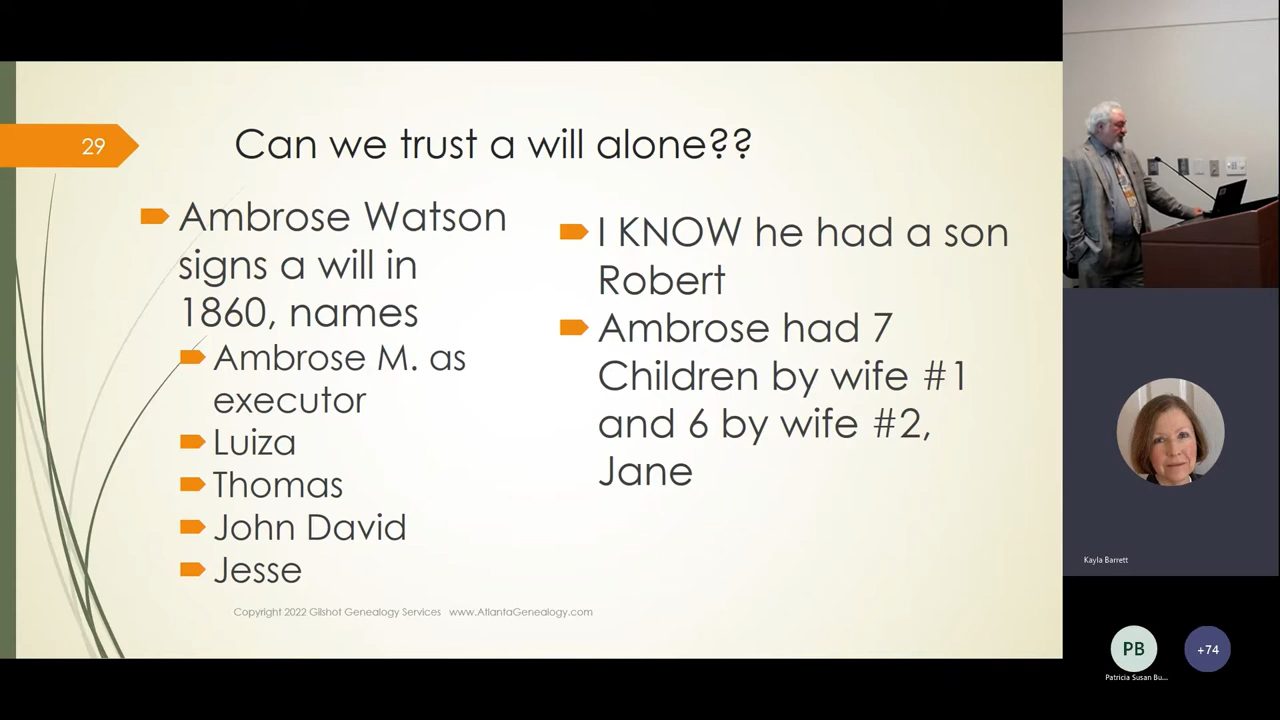 29
Can we trust a will alone??
Ambrose Watson
signs a will in
1860, names
Ambrose M. as
executor
Luiza
Thomas
John David
Jesse
I KNOW he had a son
Robert
Ambrose had 7
Children by wife #1
and 6 by wife #2,
Jane
Copyright 2022 Gilshot Genealogy Services www.AtlantaGenealogy.com
Kayla Barrett
PB
+74
Patricia Susan Bu...